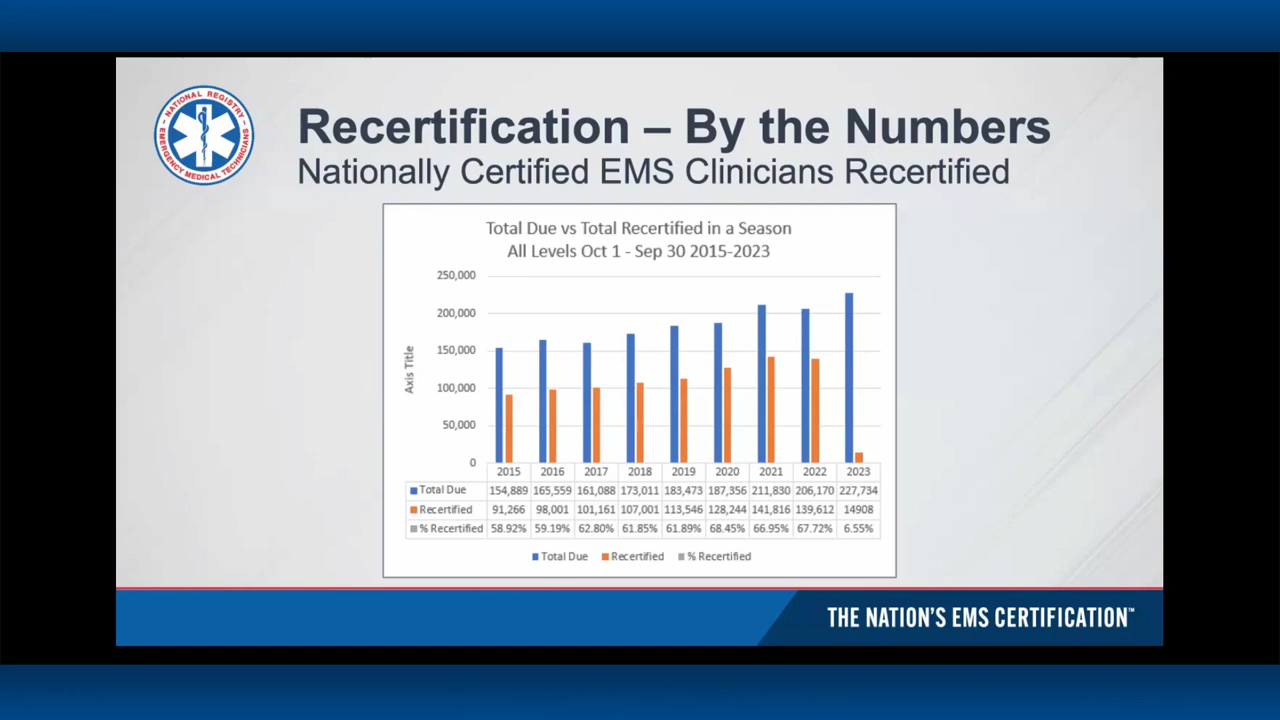 NATIONAL REGISTRY
EMERGENCY MEDICAL TECHNICIANS
Recertification – By the Numbers
Nationally Certified EMS Clinicians Recertified
Total Due vs Total Recertified in a Season
All Levels Oct 1 - Sep 30 2015-2023
250,000
200,000
150,000
100,000
50,000
0
Axis Title
2015 2016 2017 2018 2019 2020 2021 2022 2023
Total Due 154,889 165,559 161,088 173,011 183,473 187,356 211,830 206,170 227,734
Recertified 91,266 98,001 101,161 107,001 113,546 128,244 141,816 139,612 14908
% Recertified 58.92% 59.19% 62.80% 61.85% 61.89% 68.45% 66.95% 67.72% 6.55%
Total Due Recertified % Recertified
THE NATION'S EMS CERTIFICATION™